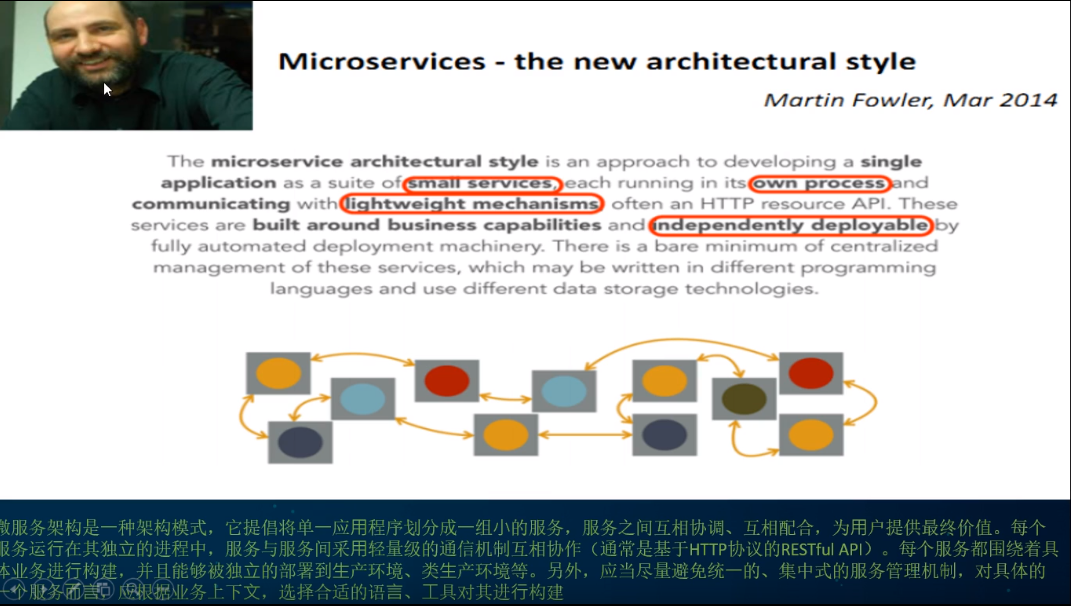 Microservices - the new architectural style
Martin Fowler, Mar 2014
The microservice architectural style is an approach to developing a single
application as a suite of small services, each running in its own process and
communicating with lightweight mechanisms, often an HTTP resource API. These
services are built around business capabilities and independently deployable by
fully automated deployment machinery. There is a bare minimum of centralized
management of these services, which may be written in different programming
languages and use different data storage technologies.
微服务架构是一种架构模式，它提倡将单一应用程序划分成一组小的服务，服务之间互相协调、互相配合，为用户提供最终价值。每个
服务运行在其独立的进程中，服务与服务间采用轻量级的通信机制互相协作（通常是基于HTTP协议的RESTful API）。每个服务都围绕着具
体业务进行构建，并且能够被独立的部署到生产环境、类生产环境等。另外，应当尽量避免统一的、集中式的服务管理机制，对具体的
一个服务而言，应根据业务上下文，选择合适的语言、工具对其进行构建